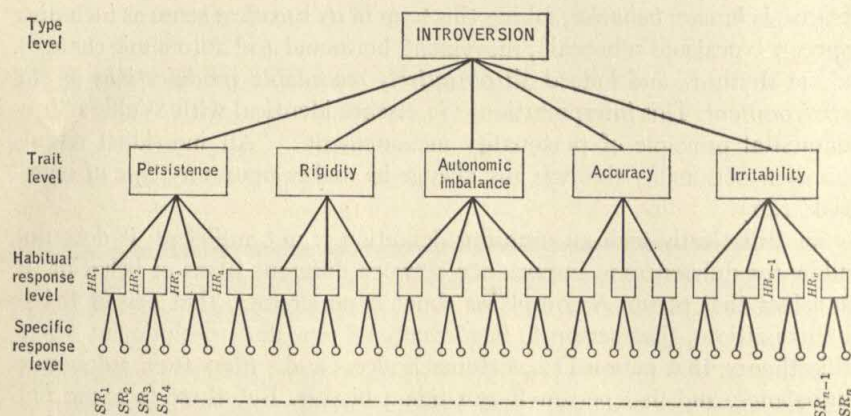 Type
level
INTROVERSION
Trait
level
Persistence
Rigidity
Autonomic
imbalance
Accuracy
Irritability
Habitual
response
level
HR₁
HR₂
HR₃
HR₄
HRₙ₋₁
HRₙ
Specific
response
level
SR₁
SR₂
SR₃
SR₄
SRₙ₋₁
SRₙ